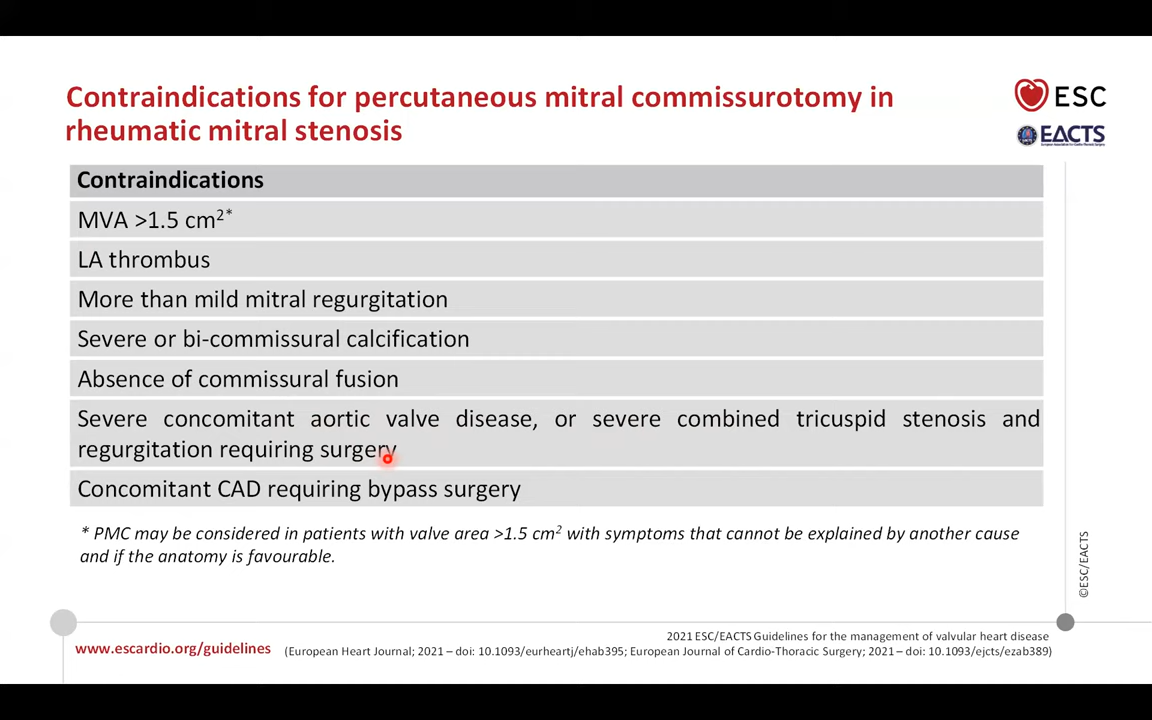 Contraindications for percutaneous mitral commissurotomy in
rheumatic mitral stenosis
ESC
EACTS
European Association for Cardio-Thoracic Surgery
Contraindications
MVA >1.5 cm²*
LA thrombus
More than mild mitral regurgitation
Severe or bi-commissural calcification
Absence of commissural fusion
Severe concomitant aortic valve disease, or severe combined tricuspid stenosis and
regurgitation requiring surgery
Concomitant CAD requiring bypass surgery
* PMC may be considered in patients with valve area >1.5 cm² with symptoms that cannot be explained by another cause
and if the anatomy is favourable.
©ESC/EACTS
www.escardio.org/guidelines
2021 ESC/EACTS Guidelines for the management of valvular heart disease
(European Heart Journal; 2021 – doi: 10.1093/eurheartj/ehab395; European Journal of Cardio-Thoracic Surgery; 2021 – doi: 10.1093/ejcts/ezab389)